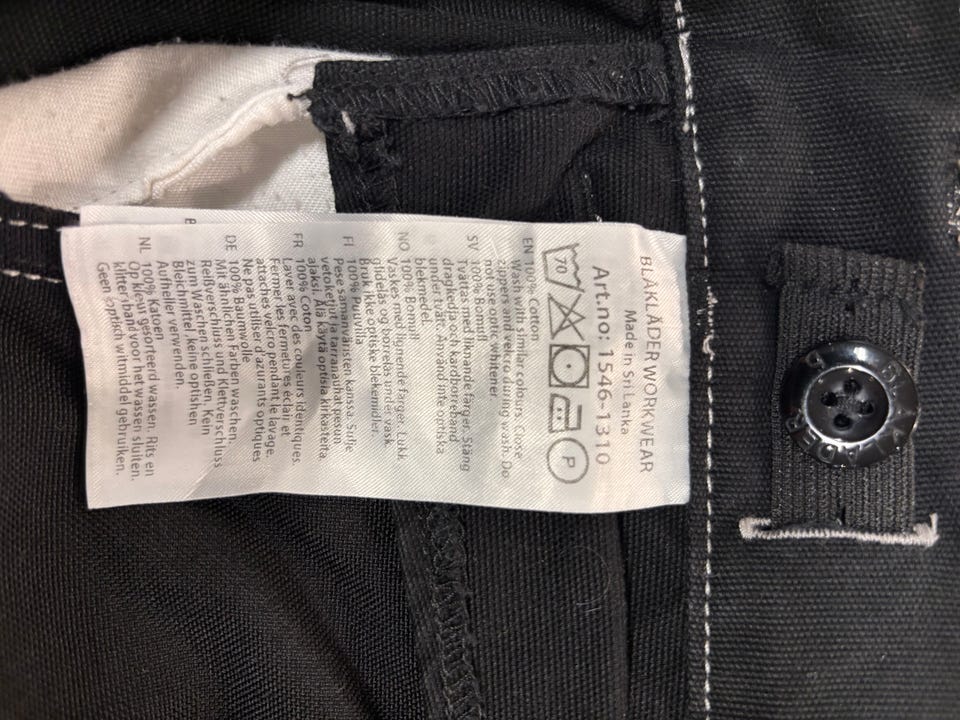 BLÅKLÄDER WORKWEAR
Made in Sri Lanka
Art.no: 1546-1310
70 P
EN 100% Cotton
Wash with similar colours. Close
zippers and velcro during wash. Do
not use optic whitener
SV 100% Bomull
Tvättas med liknande färger. Stäng
dragkedja och kardborreband
under tvätt. Använd inte optiska
blekmedel.
NO 100% Bomull
Vaskes med lignende farger. Lukk
glidelås og borrelås under vask
Bruk ikke optiske blekemidler.
FI 100% Puuvilla
Pese samanväristen kanssa. Sulje
vetoketjut ja tarranauhat pesun
ajaksi. Älä käytä optisia kirkasteita.
FR 100% Coton
Laver avec des couleurs identiques
Fermer les fermetures éclair et
attaches velcro pendant le lavage.
Ne pas utiliser d'azurants optiques
DE 100% Baumwolle
Mit ähnlichen Farben waschen.
Reißverschluss und Klettverschluss
zum Waschen schließen. Kein
Bleichmittel, keine optisher
Aufheller verwenden.
NL 100% Katoen
Op kleur gesorteerd wassen. Rits en
klittersband voor het wassen sluiten.
Geen optisch witmiddel gebruiken.
BLÅKLÄDER